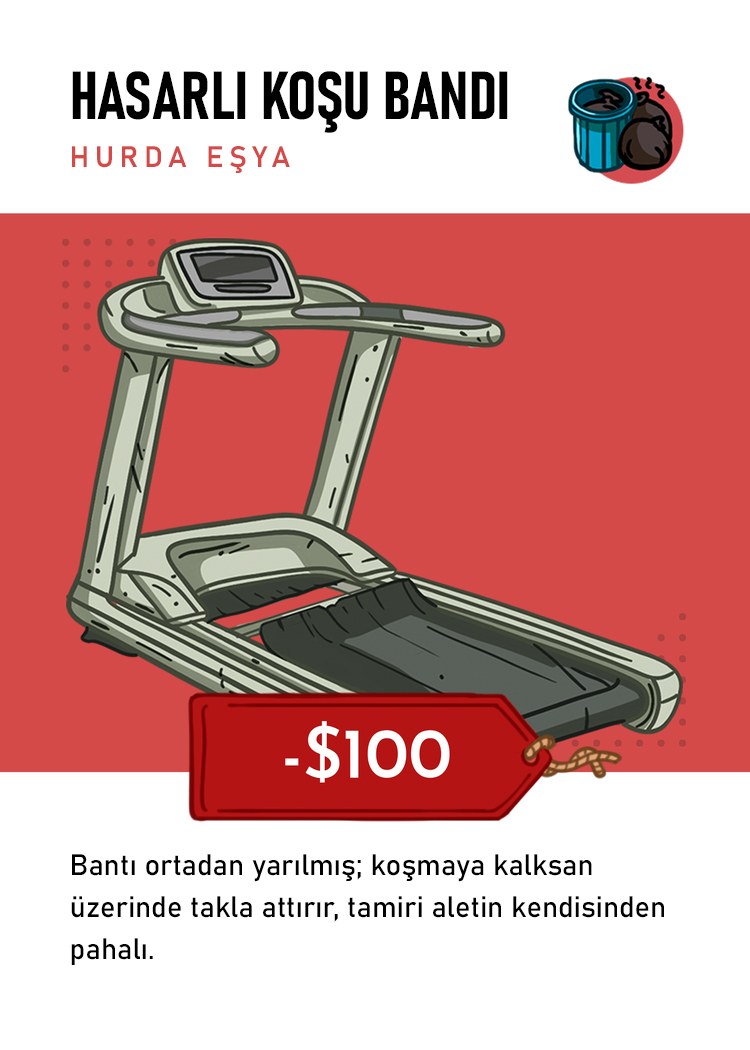 HASARLI KOŞU BANDI
HURDA EŞYA
-$100
Bantı ortadan yarılmış; koşmaya kalksan
üzerinde takla attırır, tamiri aletin kendisinden
pahalı.